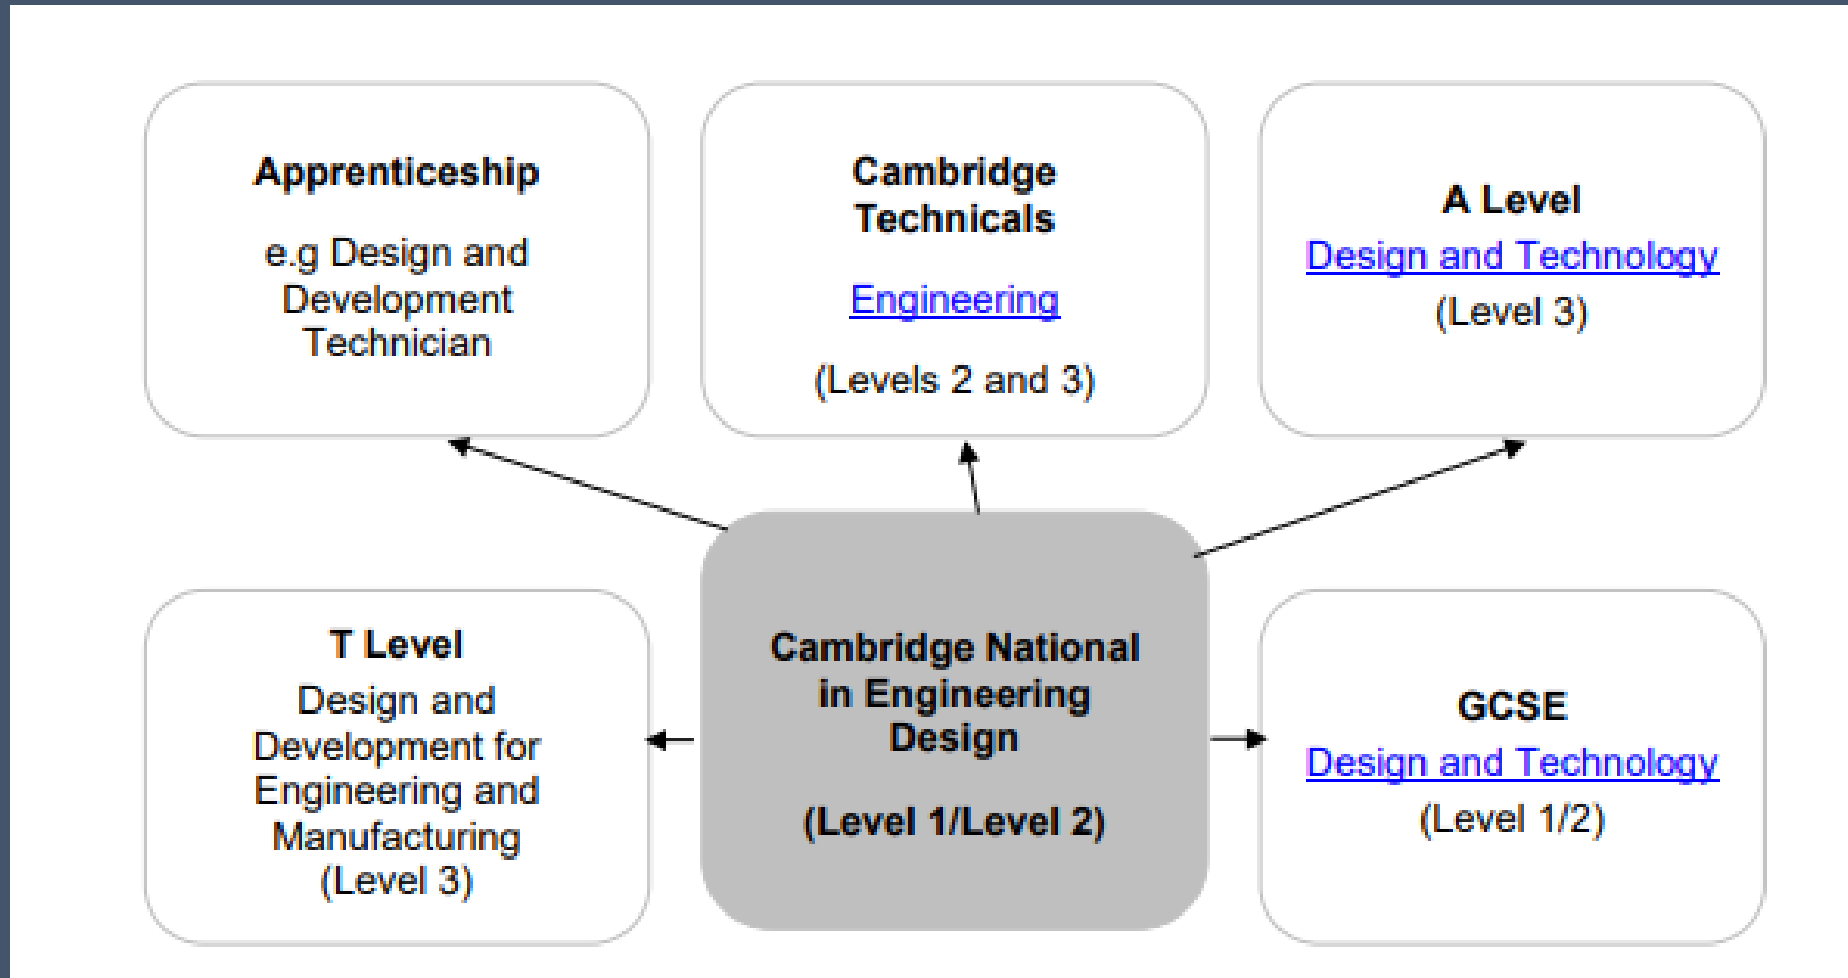 Apprenticeship
e.g Design and
Development
Technician
Cambridge
Technicals
Engineering
(Levels 2 and 3)
A Level
Design and Technology
(Level 3)
T Level
Design and
Development for
Engineering and
Manufacturing
(Level 3)
Cambridge National
in Engineering
Design
(Level 1/Level 2)
GCSE
Design and Technology
(Level 1/2)